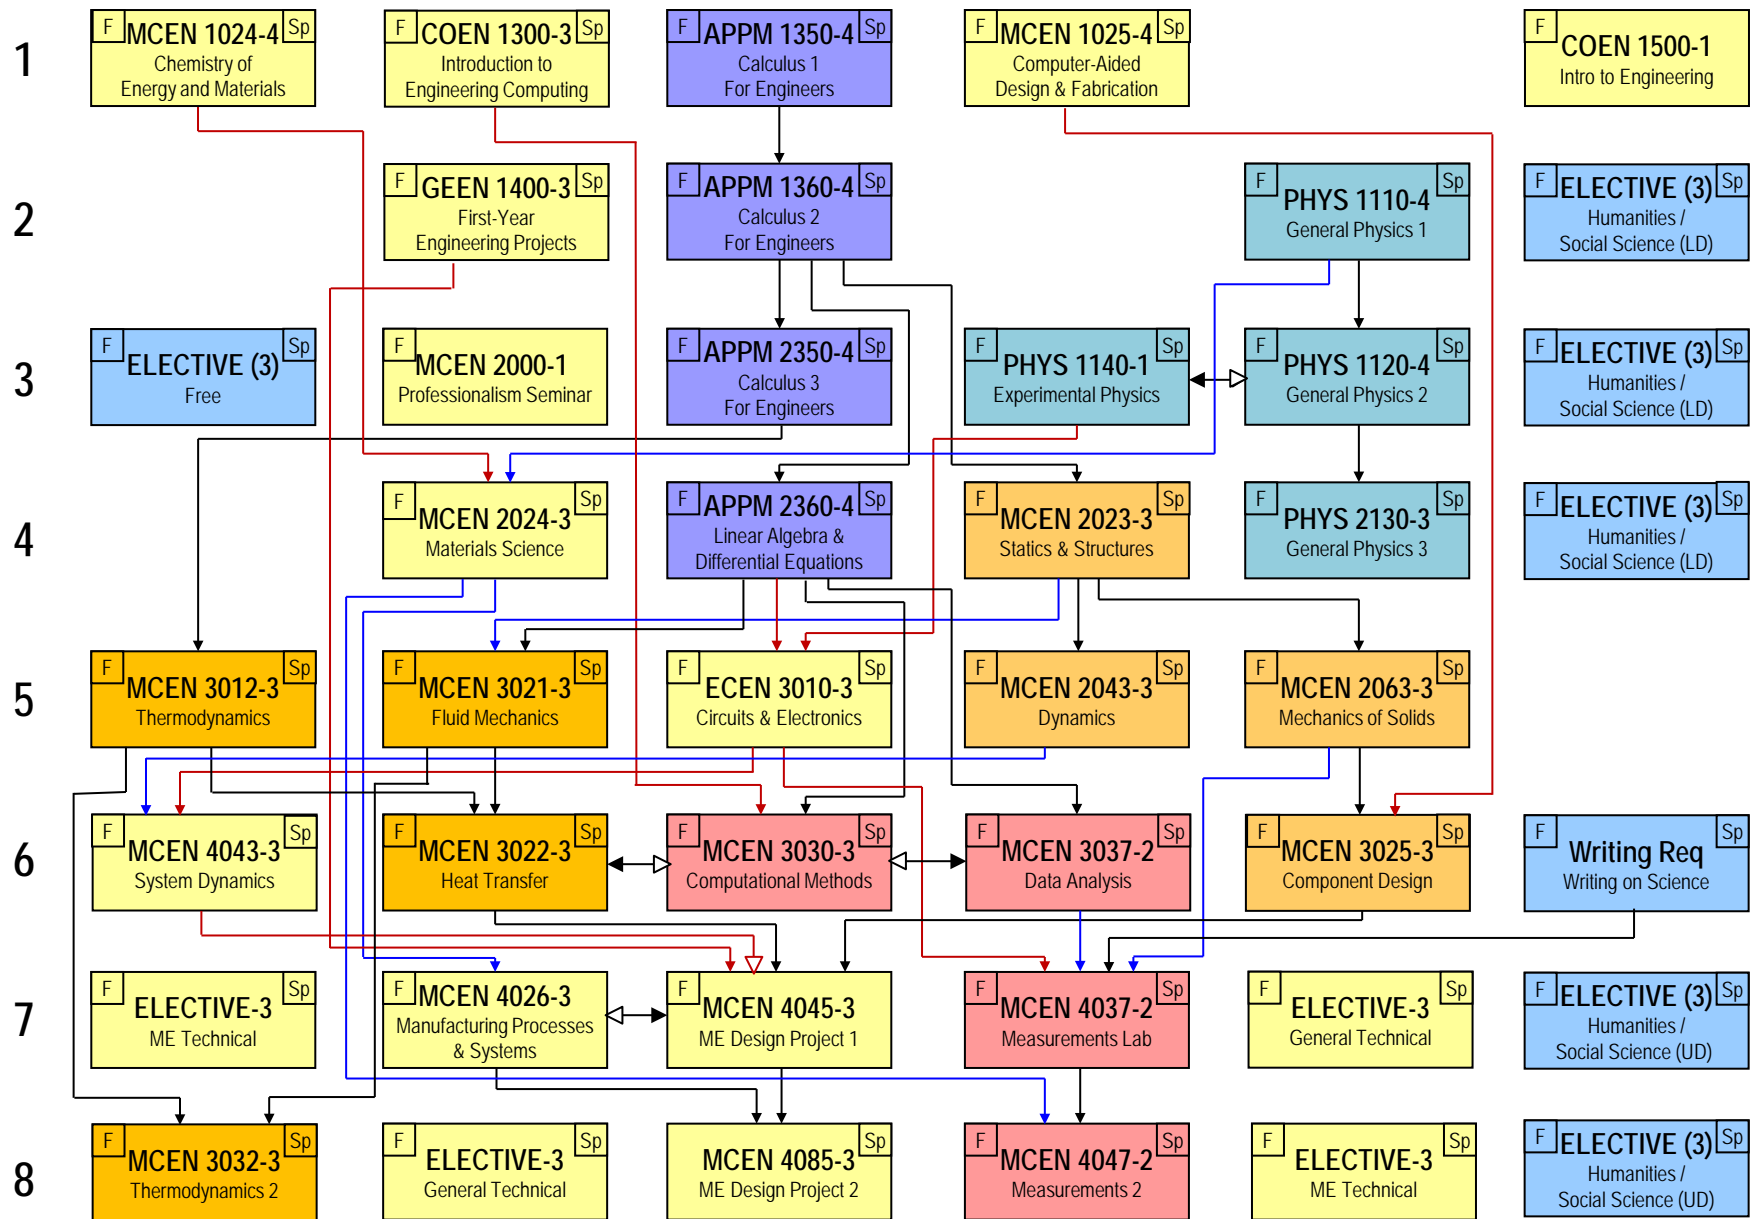 1
F MCEN 1024-4 Sp
Chemistry of
Energy and Materials
F COEN 1300-3 Sp
Introduction to
Engineering Computing
F APPM 1350-4 Sp
Calculus 1
For Engineers
F MCEN 1025-4 Sp
Computer-Aided
Design & Fabrication
F COEN 1500-1
Intro to Engineering
2
F GEEN 1400-3 Sp
First-Year
Engineering Projects
F APPM 1360-4 Sp
Calculus 2
For Engineers
F PHYS 1110-4 Sp
General Physics 1
F ELECTIVE (3) Sp
Humanities /
Social Science (LD)
3
F ELECTIVE (3) Sp
Free
F MCEN 2000-1
Professionalism Seminar
F APPM 2350-4 Sp
Calculus 3
For Engineers
F PHYS 1140-1 Sp
Experimental Physics
F PHYS 1120-4 Sp
General Physics 2
F ELECTIVE (3) Sp
Humanities /
Social Science (LD)
4
F MCEN 2024-3 Sp
Materials Science
F APPM 2360-4 Sp
Linear Algebra &
Differential Equations
F MCEN 2023-3 Sp
Statics & Structures
F PHYS 2130-3 Sp
General Physics 3
F ELECTIVE (3) Sp
Humanities /
Social Science (LD)
5
F MCEN 3012-3 Sp
Thermodynamics
F MCEN 3021-3 Sp
Fluid Mechanics
F ECEN 3010-3 Sp
Circuits & Electronics
F MCEN 2043-3 Sp
Dynamics
F MCEN 2063-3 Sp
Mechanics of Solids
6
F MCEN 4043-3 Sp
System Dynamics
F MCEN 3022-3 Sp
Heat Transfer
F MCEN 3030-3 Sp
Computational Methods
F MCEN 3037-2 Sp
Data Analysis
F MCEN 3025-3 Sp
Component Design
F Writing Req Sp
Writing on Science
7
F ELECTIVE-3 Sp
ME Technical
F MCEN 4026-3 Sp
Manufacturing Processes
& Systems
F MCEN 4045-3
ME Design Project 1
F MCEN 4037-2 Sp
Measurements Lab
F ELECTIVE-3 Sp
General Technical
F ELECTIVE (3) Sp
Humanities /
Social Science (UD)
8
F MCEN 3032-3 Sp
Thermodynamics 2
F ELECTIVE-3 Sp
General Technical
MCEN 4085-3 Sp
ME Design Project 2
F MCEN 4047-2 Sp
Measurements 2
F ELECTIVE-3 Sp
ME Technical
F ELECTIVE (3) Sp
Humanities /
Social Science (UD)